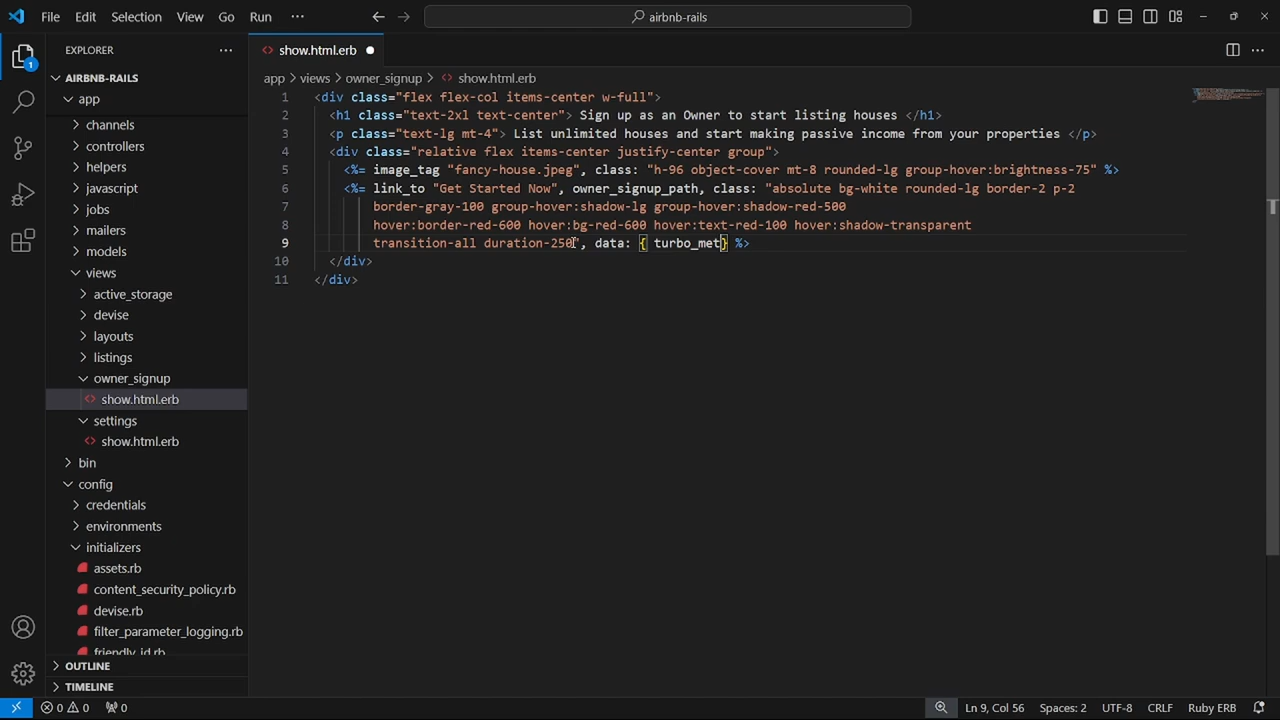 File Edit Selection View Go Run ··· airbnb-rails
EXPLORER ···
show.html.erb
AIRBNB-RAILS
app > views > owner_signup > show.html.erb
app
channels
controllers
helpers
javascript
jobs
mailers
models
views
active_storage
devise
layouts
listings
owner_signup
show.html.erb
settings
show.html.erb
bin
config
credentials
environments
initializers
assets.rb
content_security_policy.rb
devise.rb
filter_parameter_logging.rb
friendly_id.rb
OUTLINE
TIMELINE
1 <div class="flex flex-col items-center w-full">
2 <h1 class="text-2xl text-center"> Sign up as an Owner to start listing houses </h1>
3 <p class="text-lg mt-4"> List unlimited houses and start making passive income from your properties </p>
4 <div class="relative flex items-center justify-center group">
5 <%= image_tag "fancy-house.jpeg", class: "h-96 object-cover mt-8 rounded-lg group-hover:brightness-75" %>
6 <%= link_to "Get Started Now", owner_signup_path, class: "absolute bg-white rounded-lg border-2 p-2
7 border-gray-100 group-hover:shadow-lg group-hover:shadow-red-500
8 hover:border-red-600 hover:bg-red-600 hover:text-red-100 hover:shadow-transparent
9 transition-all duration-250", data: { turbo_met} %>
10 </div>
11 </div>
1
0 0 0 Ln 9, Col 56 Spaces: 2 UTF-8 CRLF Ruby ERB